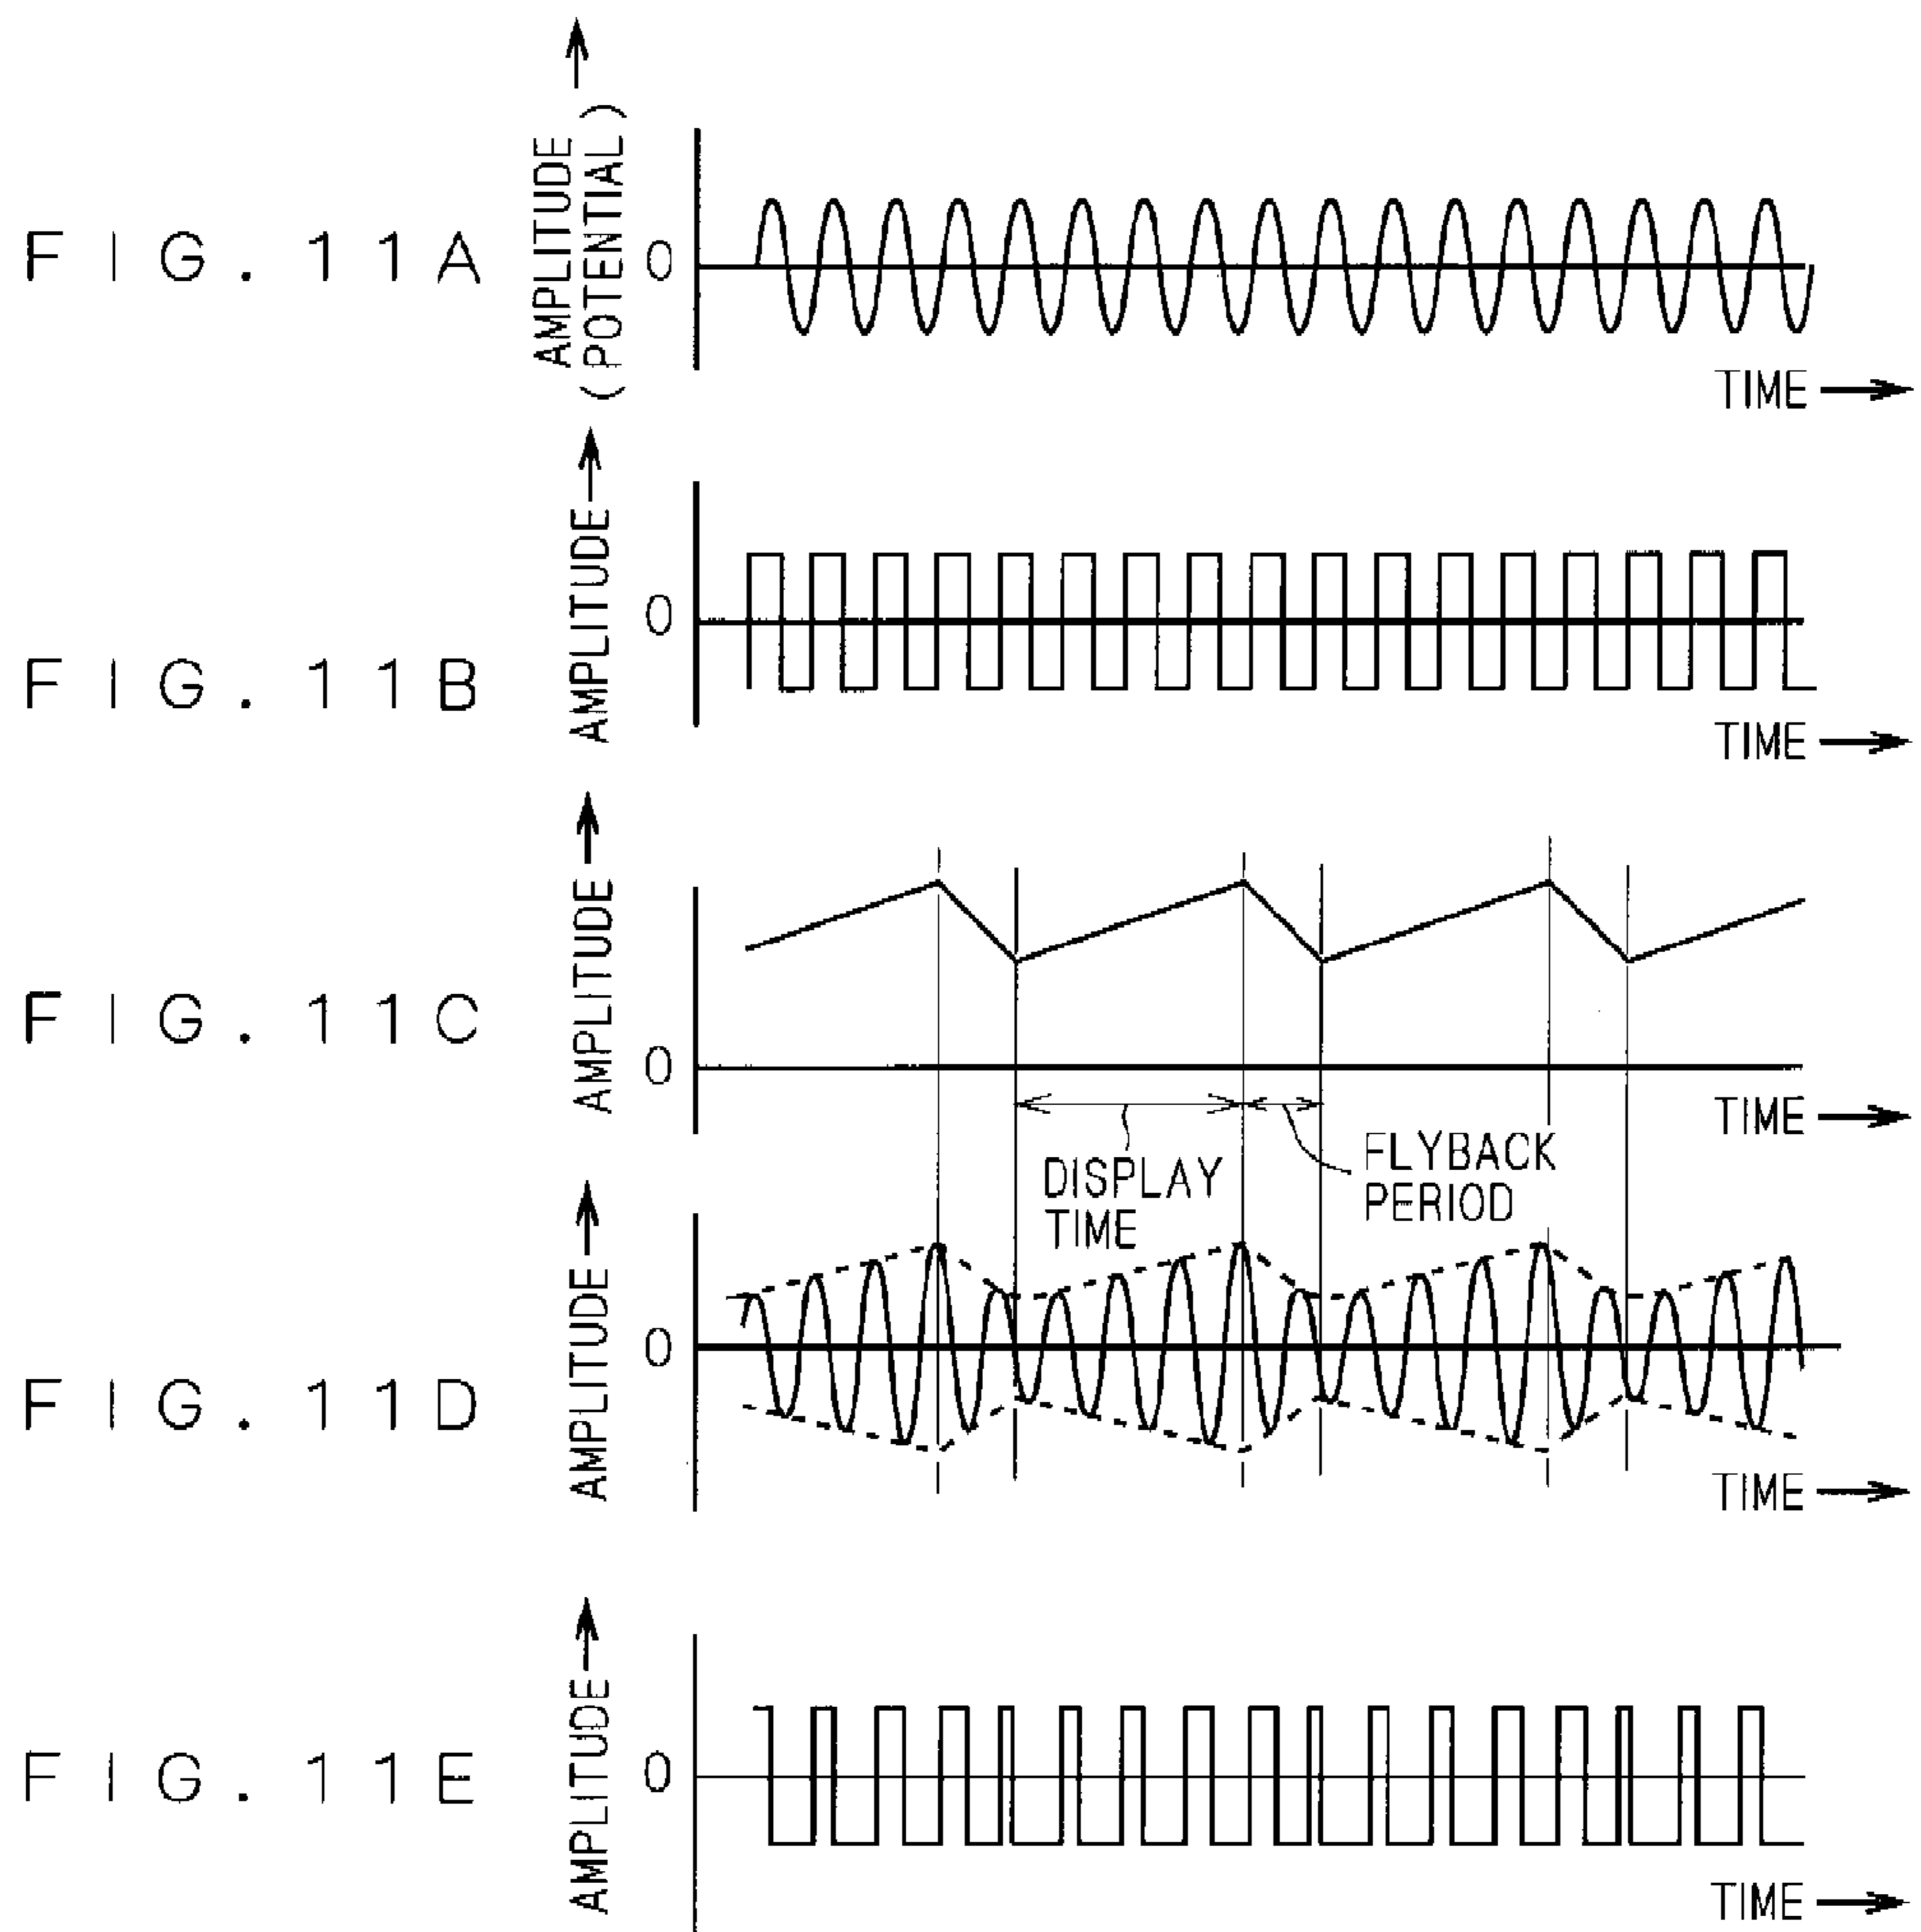 FIG. 11A
AMPLITUDE
(POTENTIAL)
0
TIME
FIG. 11B
AMPLITUDE
0
TIME
FIG. 11C
AMPLITUDE
0
TIME
DISPLAY
TIME
FLYBACK
PERIOD
FIG. 11D
AMPLITUDE
0
TIME
FIG. 11E
AMPLITUDE
0
TIME